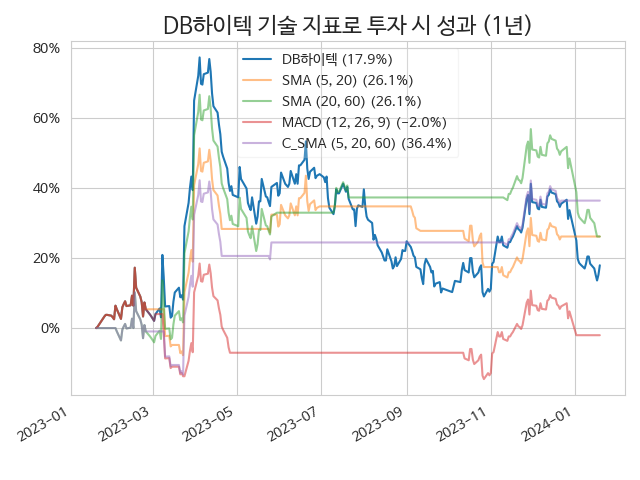 DB하이텍 기술 지표로 투자 시 성과 (1년)
80%
60%
40%
20%
0%
DB하이텍 (17.9%)
SMA (5, 20) (26.1%)
SMA (20, 60) (26.1%)
MACD (12, 26, 9) (−2.0%)
C_SMA (5, 20, 60) (36.4%)
2023−01
2023−03
2023−05
2023−07
2023−09
2023−11
2024−01